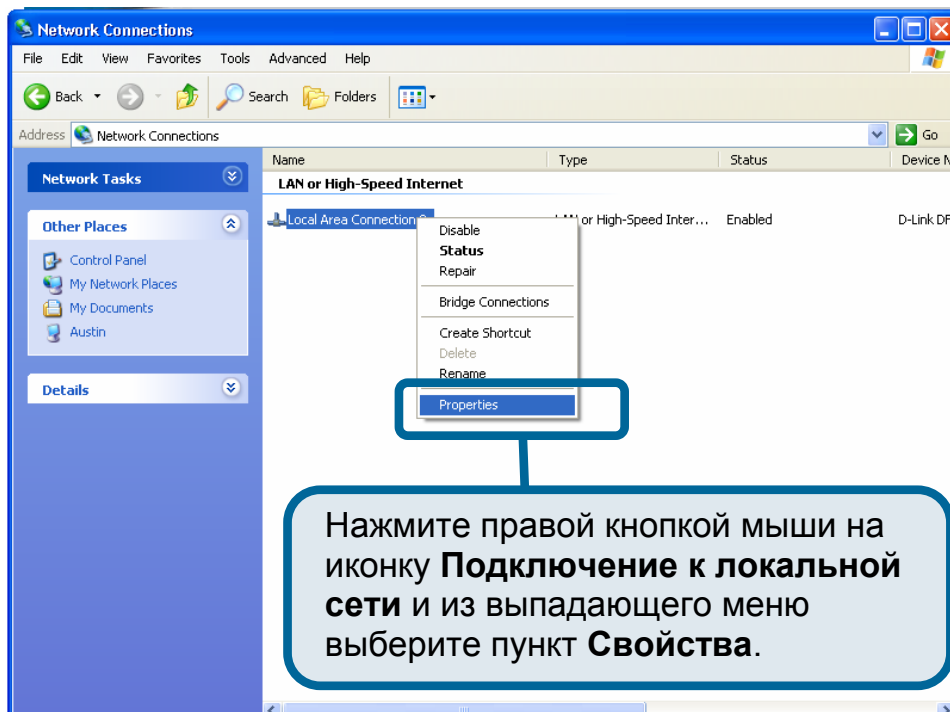 Network Connections
File Edit View Favorites Tools Advanced Help
Back Search Folders
Address Network Connections Go
Name Type Status Device N
Network Tasks
LAN or High-Speed Internet
Other Places
Control Panel
My Network Places
My Documents
Austin
Details
Local Area Connection or High-Speed Inter... Enabled D-Link DF
Disable
Status
Repair
Bridge Connections
Create Shortcut
Delete
Rename
Properties
Нажмите правой кнопкой мыши на
иконку Подключение к локальной
сети и из выпадающего меню
выберите пункт Свойства.